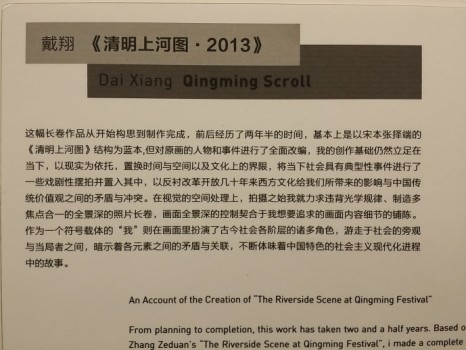 戴翔 《清明上河图·2013》
Dai Xiang Qingming Scroll
这幅长卷作品从开始构思到制作完成，前后经历了两年半的时间，基本上是以宋本张择端的
《清明上河图》结构为蓝本,但对原画的人物和事件进行了全面改编，我的创作基础仍然立足在
当下，以现实为依托，置换时间与空间以及文化上的界限，将当下社会具有典型性事件进行了
一些戏剧性摆拍并置入其中，以反衬改革开放几十年来西方文化给我们所带来的影响与中国传
统价值观之间的矛盾与冲突。在视觉的空间处理上，拍摄之始我就力求违背光学规律、制造多
焦点合一的全景深的照片长卷，画面全景深的控制契合于我想要追求的画面内容细节的铺陈。
作为一个符号载体的“我”则在画面里扮演了古今社会各阶层的诸多角色，游走于社会的旁观
与当局者之间，暗示着各元素之间的矛盾与关联，不断体味着中国特色的社会主义现代化进程
中的故事。
An Account of the Creation of "The Riverside Scene at Qingming Festival"
From planning to completion, this work has taken two and a half years. Based o
Zhang Zeduan's "The Riverside Scene at Qingming Festival", i made a complete